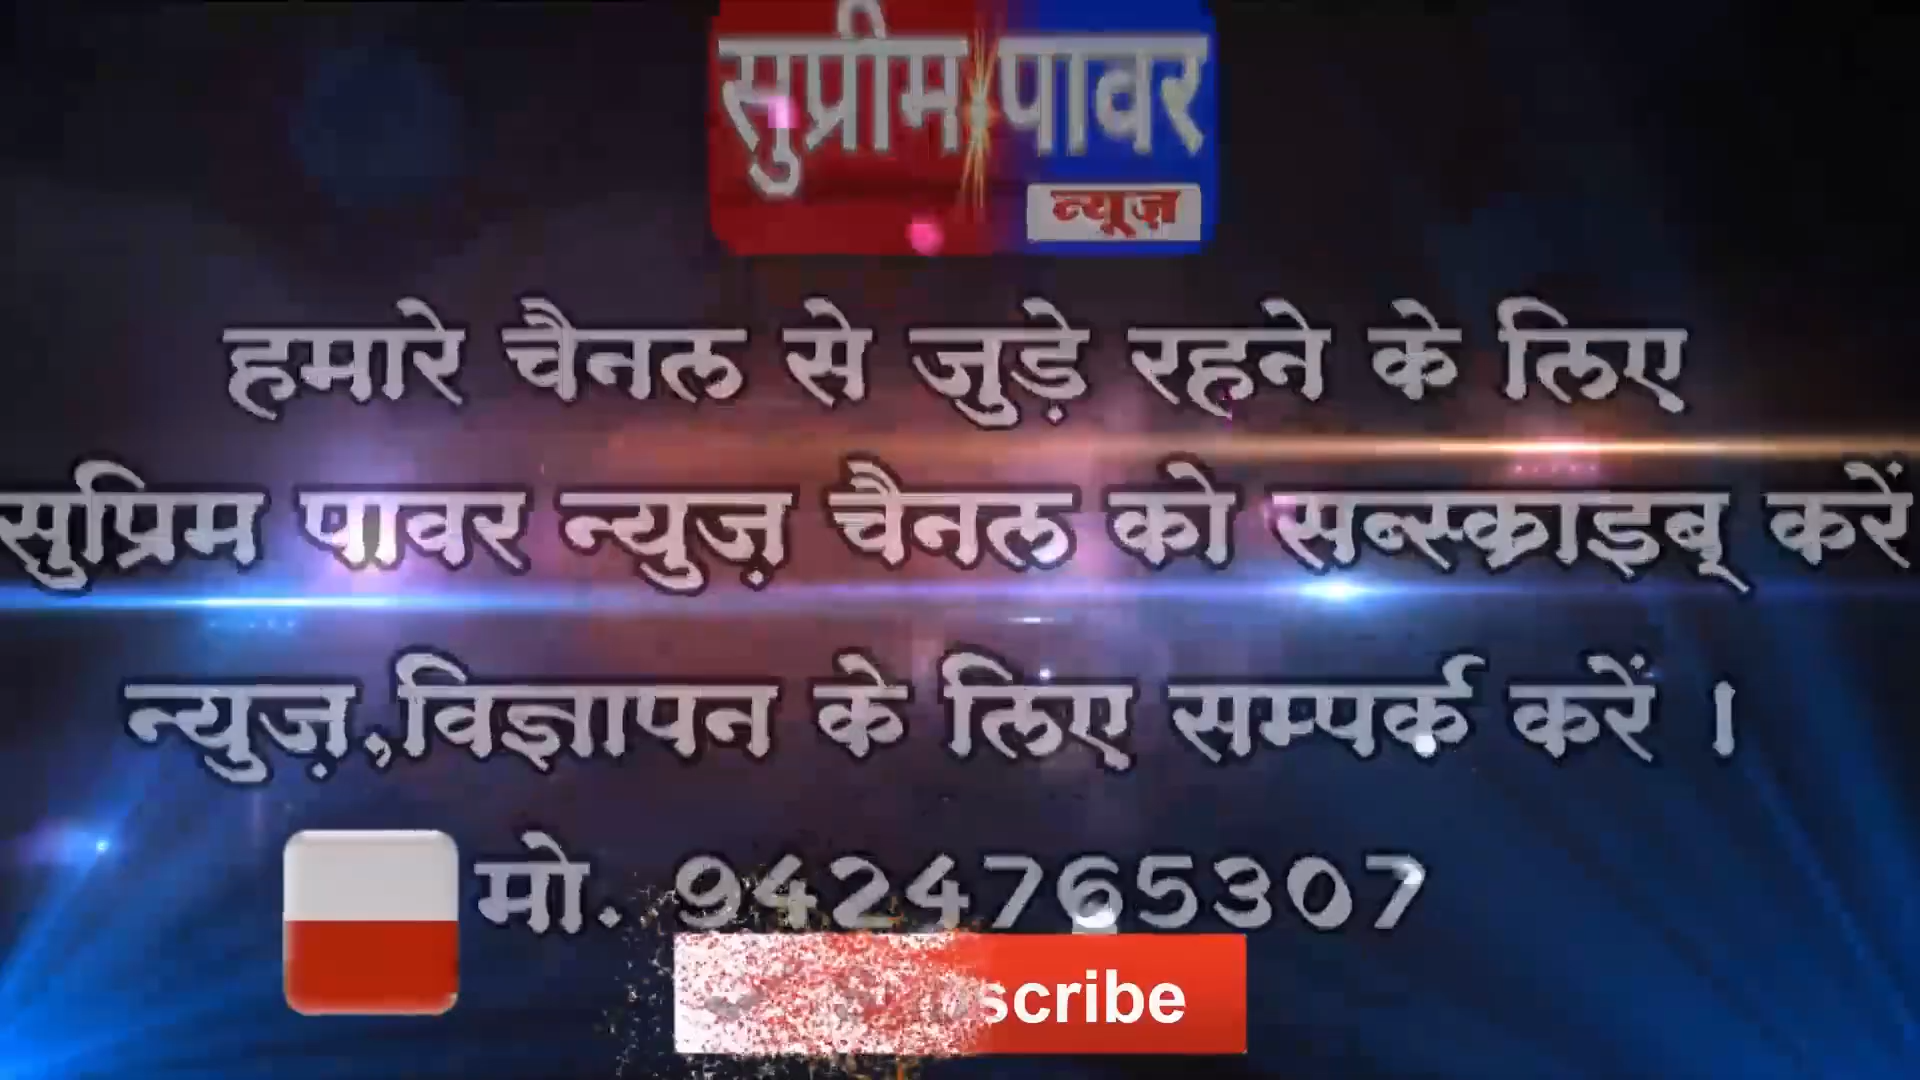 सुप्रीम पावर
न्यूज़
हमारे चैनल से जुड़े रहने के लिए
सुप्रिम पावर न्युज़ चैनल को सब्स्क्राइब् करें
न्युज़,विज्ञापन के लिए सम्पर्क करें ।
मो. 9424765307
scribe